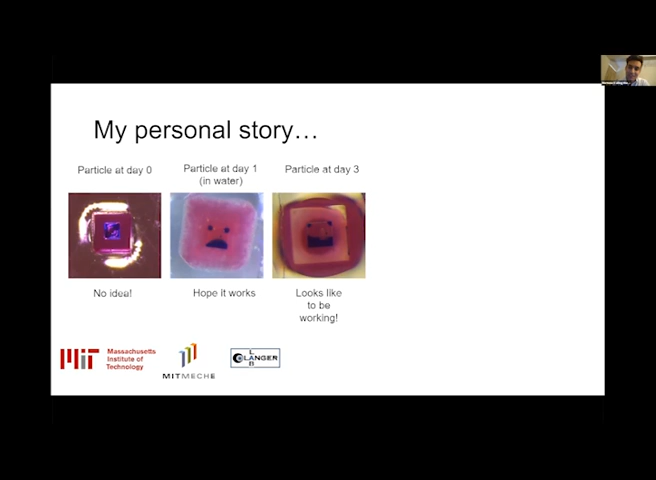 My personal story…
Particle at day 0
Particle at day 1
(in water)
Particle at day 3
No idea!
Hope it works
Looks like
to be
working!
MIT
Massachusetts
Institute of
Technology
MITMECHE
LANGER